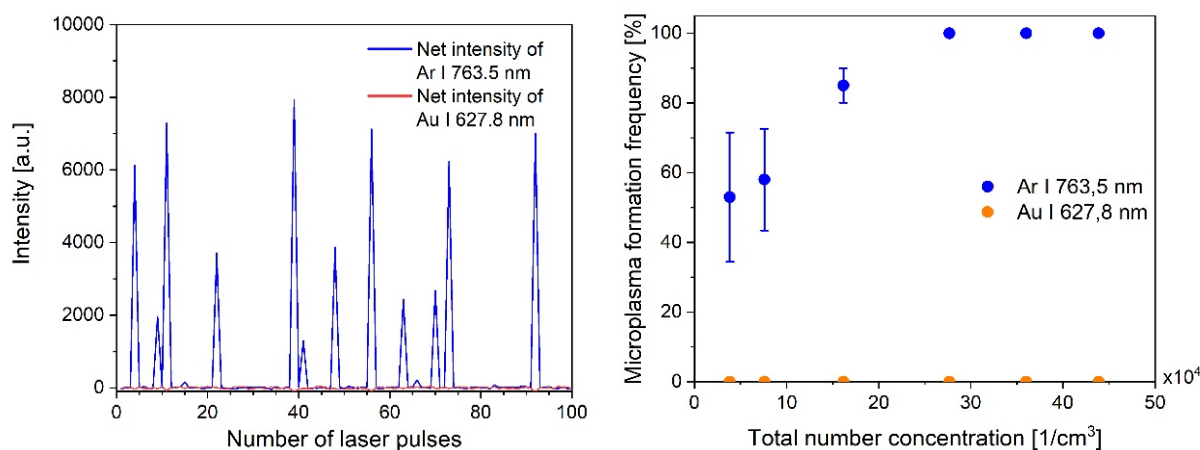 10000
8000
6000
4000
2000
0
Intensity [a.u.]
Net intensity of
Ar I 763.5 nm
Net intensity of
Au I 627.8 nm
0 20 40 60 80 100
Number of laser pulses
100
80
60
40
20
0
Microplasma formation frequency [%]
Ar I 763,5 nm
Au I 627,8 nm
0 10 20 30 40 50
x10⁴
Total number concentration [1/cm³]